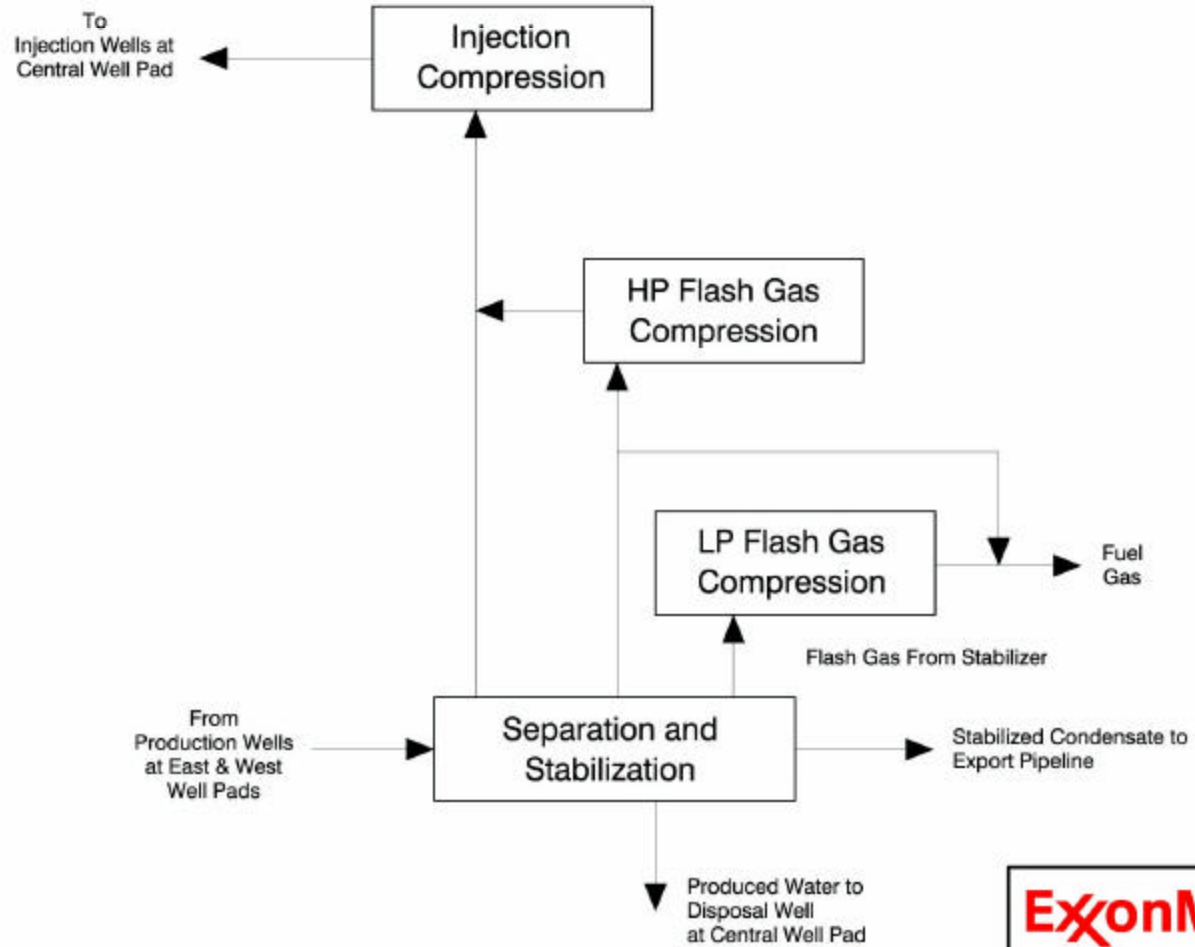 To
Injection Wells at
Central Well Pad
Injection
Compression
HP Flash Gas
Compression
LP Flash Gas
Compression
Fuel
Gas
Flash Gas From Stabilizer
From
Production Wells
at East & West
Well Pads
Separation and
Stabilization
Stabilized Condensate to
Export Pipeline
Produced Water to
Disposal Well
at Central Well Pad